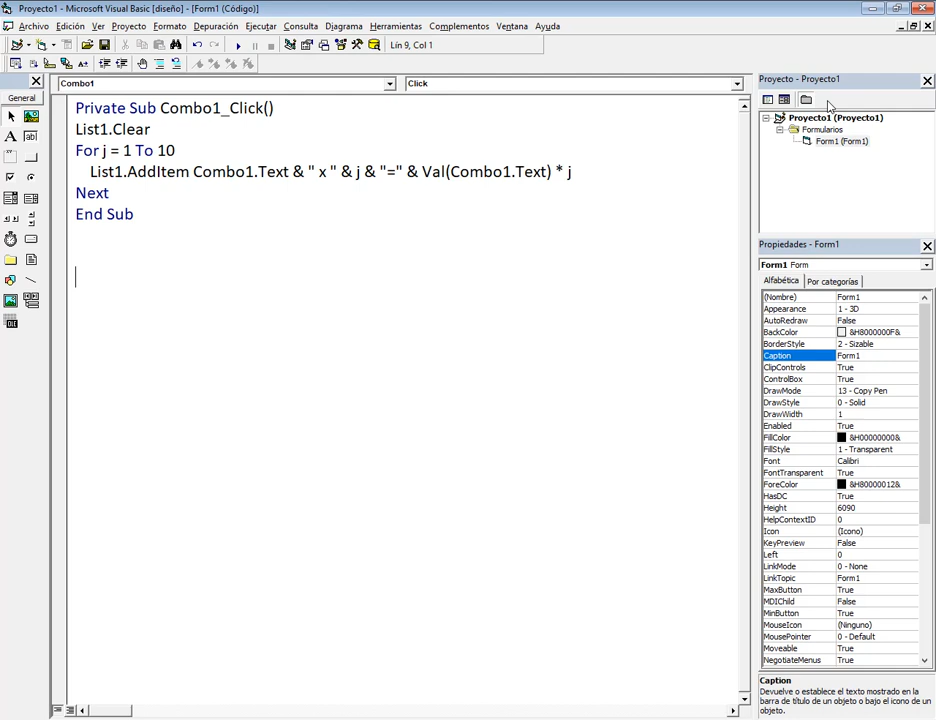 Proyecto1 - Microsoft Visual Basic [diseño] - [Form1 (Código)]
Archivo Edición Ver Proyecto Formato Depuración Ejecutar Consulta Diagrama Herramientas Complementos Ventana Ayuda
Lín 9, Col 1
General
Combo1 Click
Private Sub Combo1_Click()
List1.Clear
For j = 1 To 10
List1.AddItem Combo1.Text & " x " & j & "=" & Val(Combo1.Text) * j
Next
End Sub
Proyecto - Proyecto1
Proyecto1 (Proyecto1)
Formularios
Form1 (Form1)
Propiedades - Form1
Form1 Form
Alfabética Por categorías
(Nombre) Form1
Appearance 1 - 3D
AutoRedraw False
BackColor &H8000000F&
BorderStyle 2 - Sizable
Caption Form1
ClipControls True
ControlBox True
DrawMode 13 - Copy Pen
DrawStyle 0 - Solid
DrawWidth 1
Enabled True
FillColor &H00000000&
FillStyle 1 - Transparent
Font Calibri
FontTransparent True
ForeColor &H80000012&
HasDC True
Height 6090
HelpContextID 0
Icon (Icono)
KeyPreview False
Left 0
LinkMode 0 - None
LinkTopic Form1
MaxButton True
MDIChild False
MinButton True
MouseIcon (Ninguno)
MousePointer 0 - Default
Moveable True
NegotiateMenus True
Caption
Devuelve o establece el texto mostrado en la
barra de título de un objeto o bajo el icono de un
objeto.